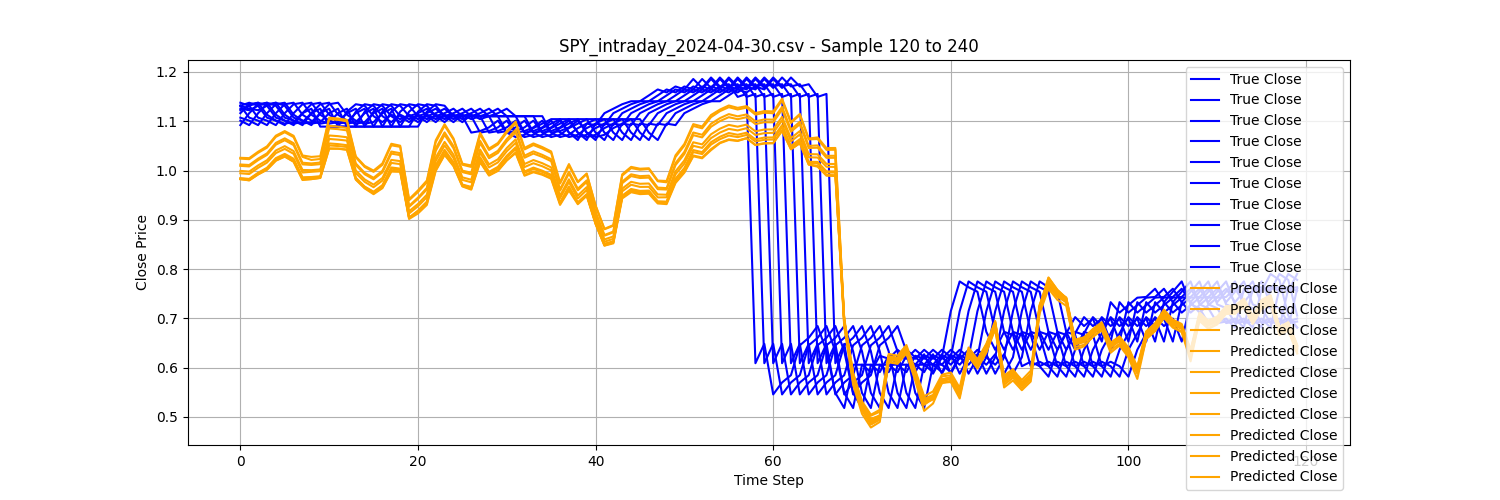 SPY_intraday_2024-04-30.csv - Sample 120 to 240
1.2
1.1
1.0
0.9
0.8
0.7
0.6
0.5
Close Price
0 20 40 60 80 100 120
Time Step
True Close
True Close
True Close
True Close
True Close
True Close
True Close
True Close
True Close
True Close
Predicted Close
Predicted Close
Predicted Close
Predicted Close
Predicted Close
Predicted Close
Predicted Close
Predicted Close
Predicted Close
Predicted Close